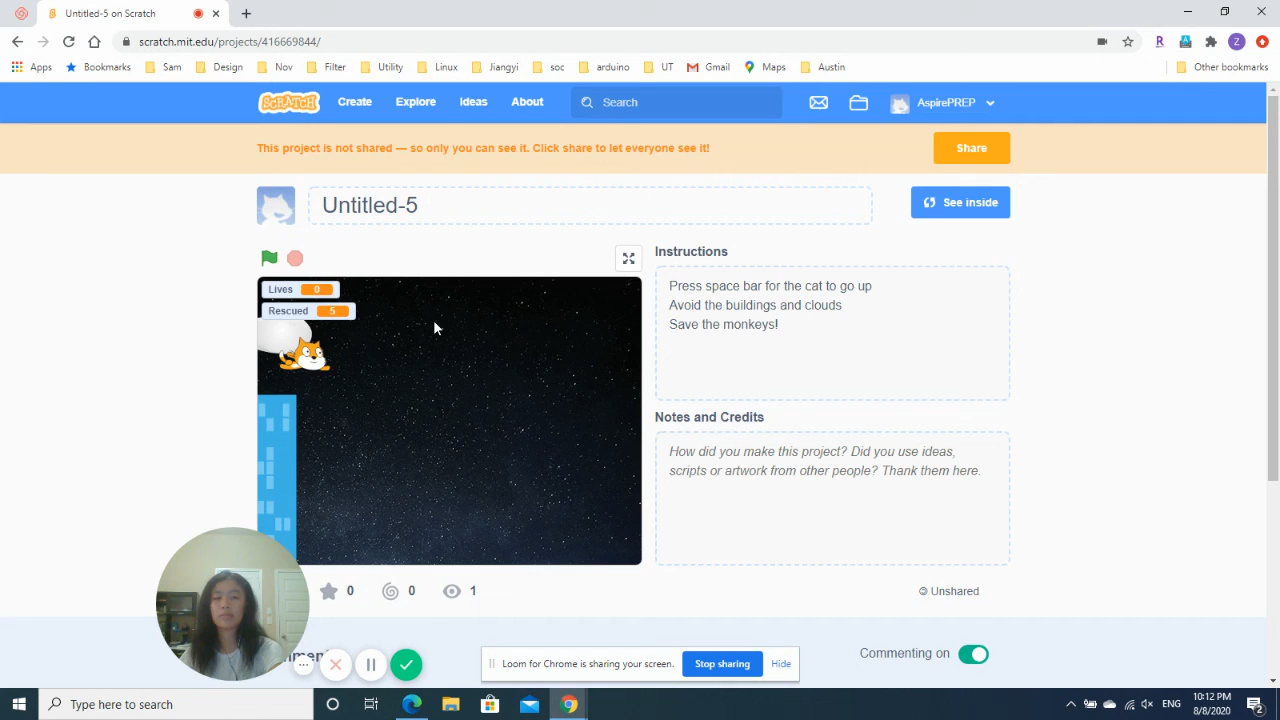 Untitled-5 on Scratch
scratch.mit.edu/projects/416669844/
R
A
Z
Apps
Bookmarks
Sam
Design
Nov
Filter
Utility
Linux
Jiangyi
soc
arduino
UT
Gmail
Maps
Austin
Other bookmarks
SCRATCH
Create
Explore
Ideas
About
Search
AspirePREP
This project is not shared — so only you can see it. Click share to let everyone see it!
Share
Untitled-5
See inside
Lives 0
Rescued 5
Instructions
Press space bar for the cat to go up
Avoid the buildings and clouds
Save the monkeys!
Notes and Credits
How did you make this project? Did you use ideas,
scripts or artwork from other people? Thank them here.
0
0
1
Unshared
Commenting on
Loom for Chrome is sharing your screen.
Stop sharing
Hide
Type here to search
ENG
10:12 PM
8/8/2020
2